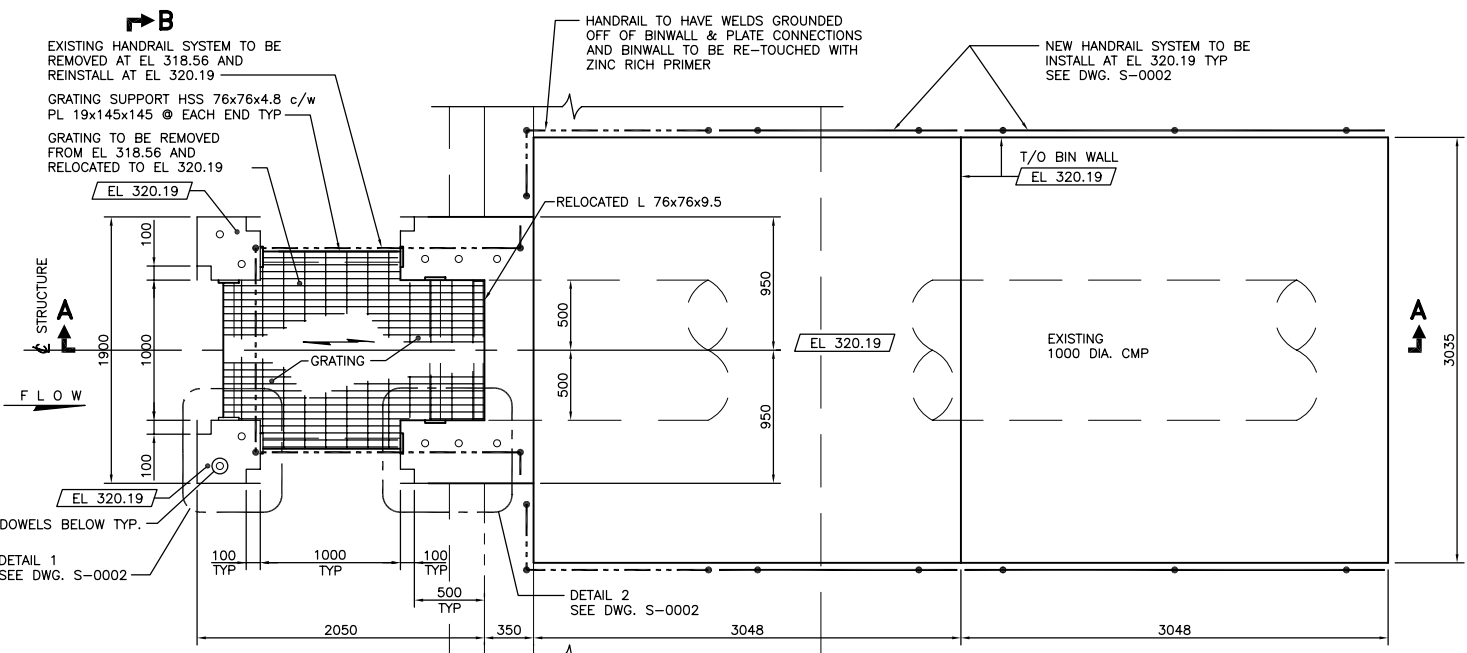 B
EXISTING HANDRAIL SYSTEM TO BE
REMOVED AT EL 318.56 AND
REINSTALL AT EL 320.19
GRATING SUPPORT HSS 76x76x4.8 c/w
PL 19x145x145 @ EACH END TYP
GRATING TO BE REMOVED
FROM EL 318.56 AND
RELOCATED TO EL 320.19
EL 320.19
HANDRAIL TO HAVE WELDS GROUNDED
OFF OF BINWALL & PLATE CONNECTIONS
AND BINWALL TO BE RE-TOUCHED WITH
ZINC RICH PRIMER
NEW HANDRAIL SYSTEM TO BE
INSTALL AT EL 320.19 TYP
SEE DWG. S-0002
T/O BIN WALL
EL 320.19
RELOCATED L 76x76x9.5
100
1900
1000
100
℄ STRUCTURE
A
FLOW
GRATING
500
500
950
950
EL 320.19
EXISTING
1000 DIA. CMP
A
3035
EL 320.19
DOWELS BELOW TYP.
DETAIL 1
SEE DWG. S-0002
100
TYP
1000
TYP
100
TYP
500
TYP
DETAIL 2
SEE DWG. S-0002
2050
350
3048
3048